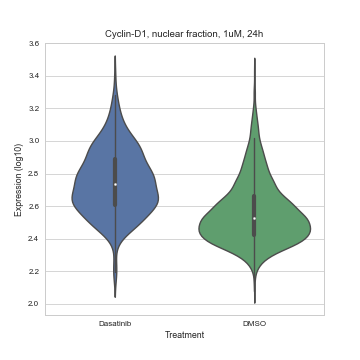 Cyclin-D1, nuclear fraction, 1uM, 24h
3.6
3.4
3.2
3.0
2.8
2.6
2.4
2.2
2.0
Expression (log10)
Dasatinib DMSO
Treatment